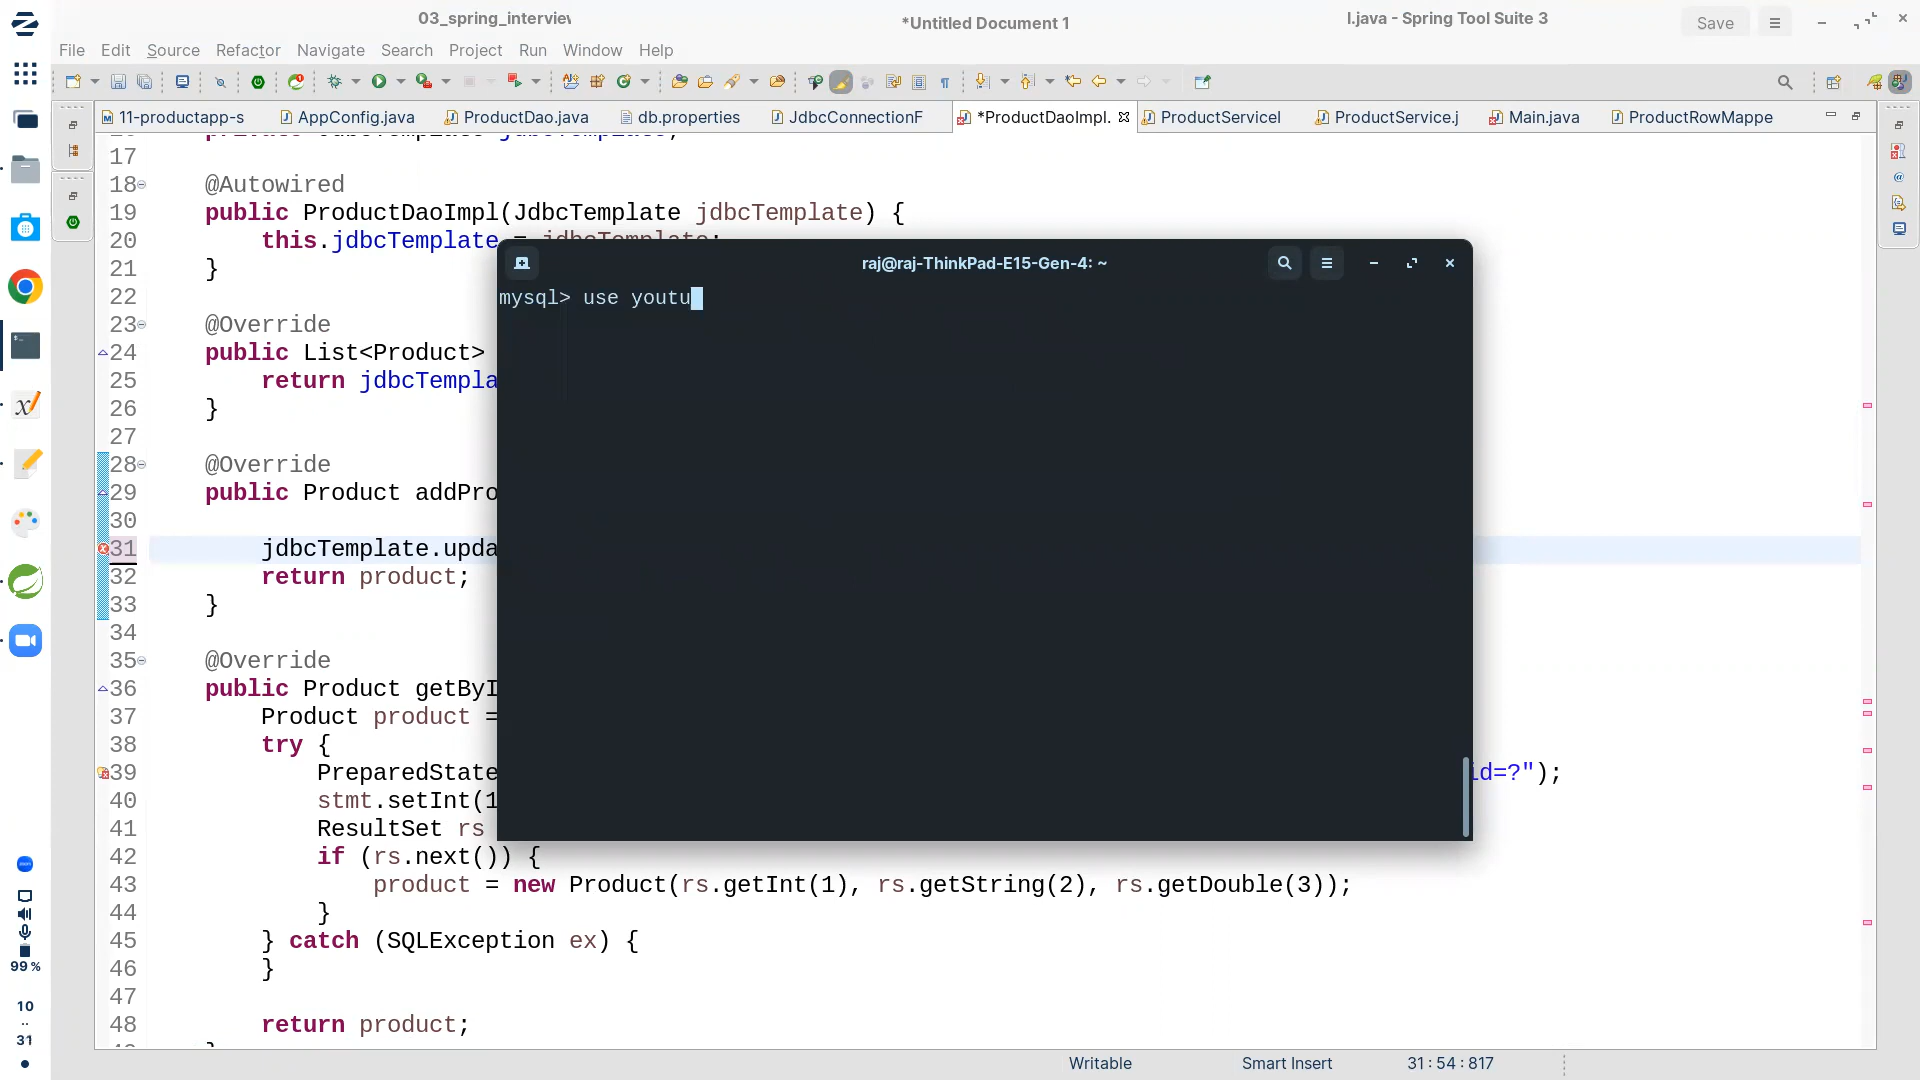 03_spring_interview
*Untitled Document 1
l.java - Spring Tool Suite 3
Save
File Edit Source Refactor Navigate Search Project Run Window Help
11-productapp-s AppConfig.java ProductDao.java db.properties JdbcConnectionF *ProductDaoImpl. ProductServiceI ProductService.j Main.java ProductRowMappe
17
18 @Autowired
19 public ProductDaoImpl(JdbcTemplate jdbcTemplate) {
20 this.jdbcTemplate = jdbcTemplate;
21 }
22
23 @Override
24 public List<Product>
25 return jdbcTempla
26 }
27
28 @Override
29 public Product addPro
30
31 jdbcTemplate.upda
32 return product;
33 }
34
35 @Override
36 public Product getByI
37 Product product =
38 try {
39 PreparedState id=?");
40 stmt.setInt(1
41 ResultSet rs
42 if (rs.next()) {
43 product = new Product(rs.getInt(1), rs.getString(2), rs.getDouble(3));
44 }
45 } catch (SQLException ex) {
46 }
47
48 return product;
raj@raj-ThinkPad-E15-Gen-4: ~
mysql> use youtu
99 %
10
..
31
Writable Smart Insert 31 : 54 : 817